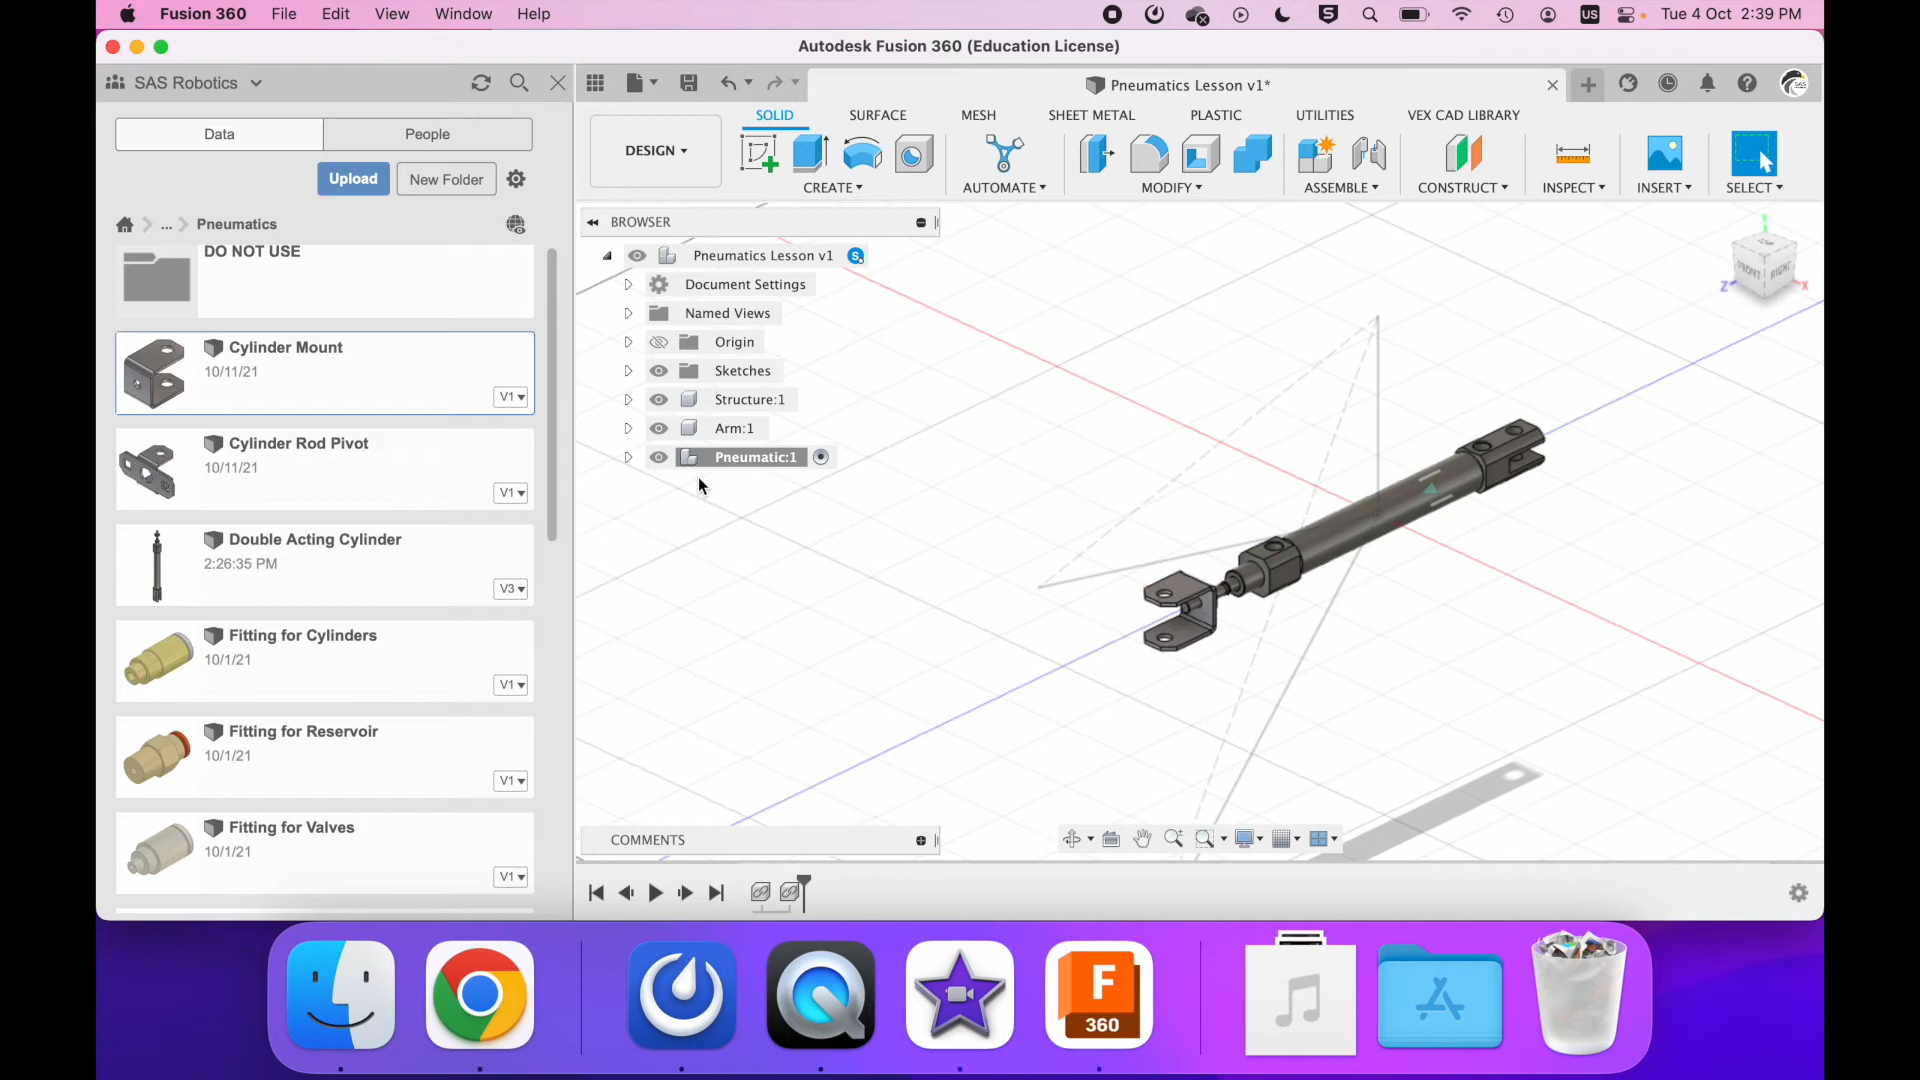 Fusion 360 File Edit View Window Help US Tue 4 Oct 2:39 PM
Autodesk Fusion 360 (Education License)
SAS Robotics
Pneumatics Lesson v1*
Data People
Upload New Folder
... Pneumatics
DO NOT USE
Cylinder Mount
10/11/21
V1
Cylinder Rod Pivot
10/11/21
V1
Double Acting Cylinder
2:26:35 PM
V3
Fitting for Cylinders
10/1/21
V1
Fitting for Reservoir
10/1/21
V1
Fitting for Valves
10/1/21
V1
SOLID SURFACE MESH SHEET METAL PLASTIC UTILITIES VEX CAD LIBRARY
DESIGN
CREATE AUTOMATE MODIFY ASSEMBLE CONSTRUCT INSPECT INSERT SELECT
BROWSER
Pneumatics Lesson v1
Document Settings
Named Views
Origin
Sketches
Structure:1
Arm:1
Pneumatic:1
Y
TOP
FRONT RIGHT
Z X
COMMENTS
F
360